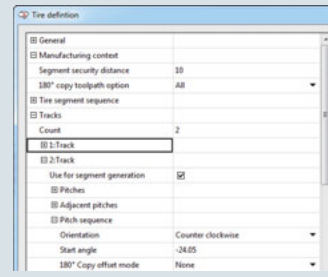 Tire defintion
General
Manufacturing context
Segment security distance 10
180° copy toolpath option All
Tire segment sequence
Tracks
Count 2
1:Track
2:Track
Use for segment generation
Pitches
Adjacent pitches
Pitch sequence
Orientation Counter clockwise
Start angle -24.05
180° Copy offset mode None